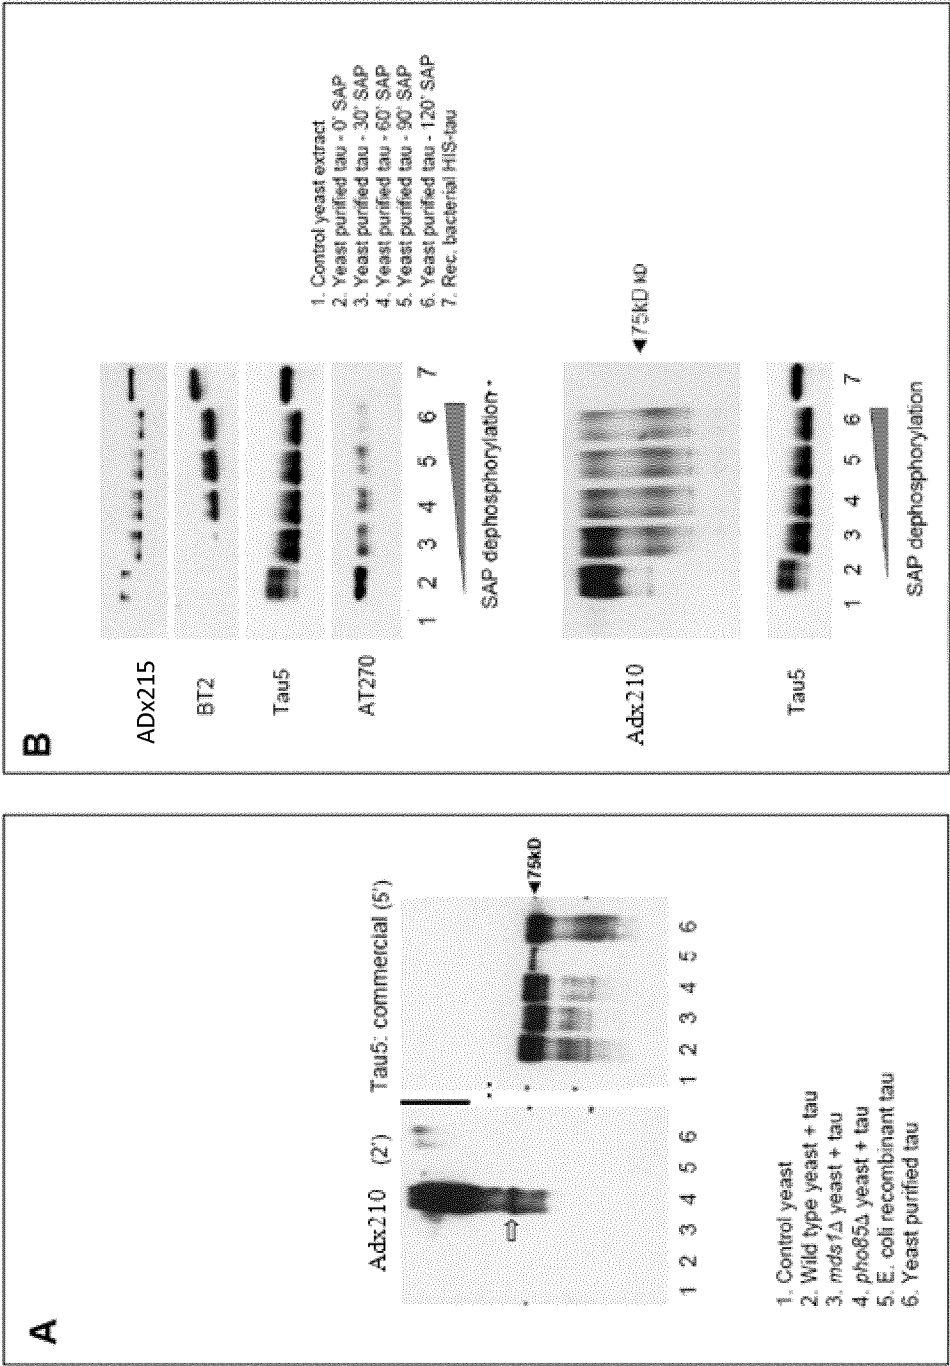 A
Adx210 (2')
Tau5: commercial (5')
◄75kD
1 2 3 4 5 6
1 2 3 4 5 6
1. Control yeast
2. Wild type yeast + tau
3. mds1Δ yeast + tau
4. pho85Δ yeast + tau
5. E. coli recombinant tau
6. Yeast purified tau
B
ADx215
BT2
Tau5
AT270
1 2 3 4 5 6 7
SAP dephosphorylation
1. Control yeast extract
2. Yeast purified tau - 0' SAP
3. Yeast purified tau - 30' SAP
4. Yeast purified tau - 60' SAP
5. Yeast purified tau - 90' SAP
6. Yeast purified tau - 120' SAP
7. Rec. bacterial HIS-tau
Adx210
◄75kD kD
Tau5
1 2 3 4 5 6 7
SAP dephosphorylation